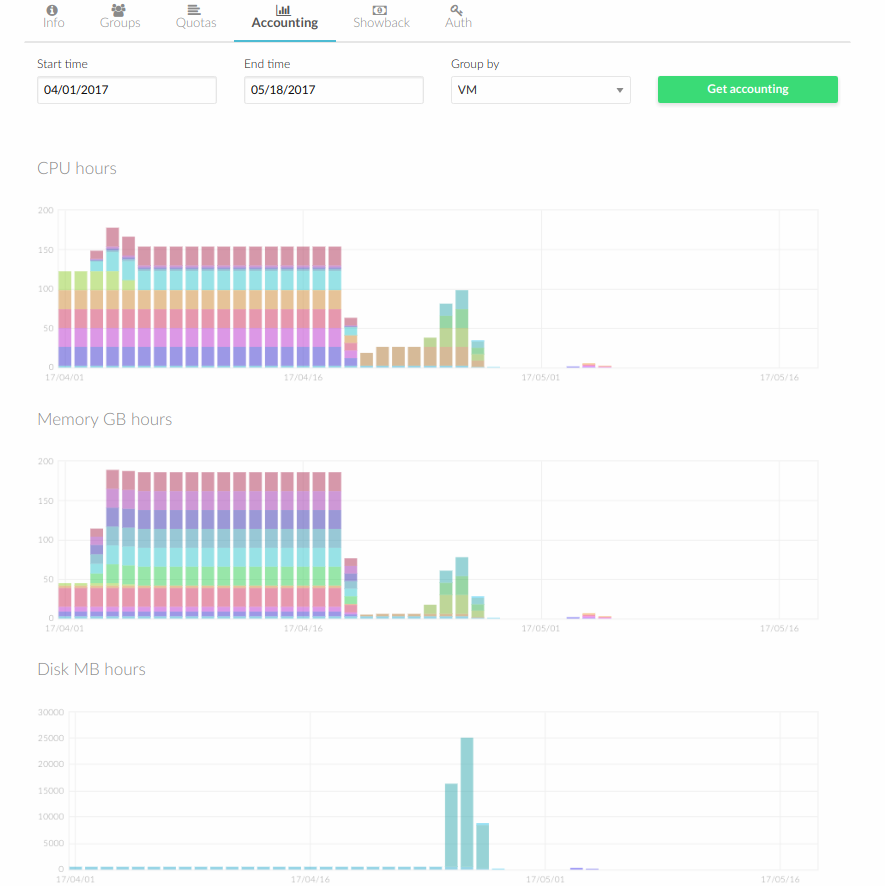 Info Groups Quotas Accounting Showback Auth
Start time End time Group by
04/01/2017 05/18/2017 VM Get accounting
CPU hours
200
150
100
50
0
17/04/01 17/04/16 17/05/01 17/05/16
Memory GB hours
200
150
100
50
0
17/04/01 17/04/16 17/05/01 17/05/16
Disk MB hours
30000
25000
20000
15000
10000
5000
0
17/04/01 17/04/16 17/05/01 17/05/16